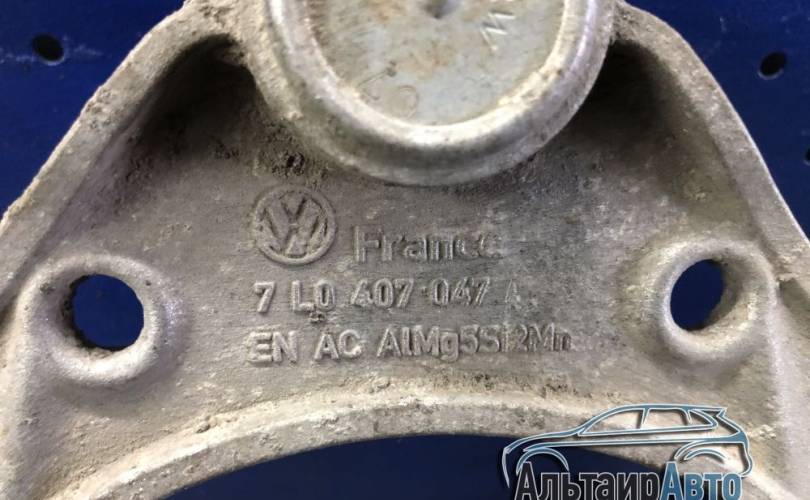 France
7 L0 407 047 A
EN AC AlMg5Si2Mn
АльтаирАвто